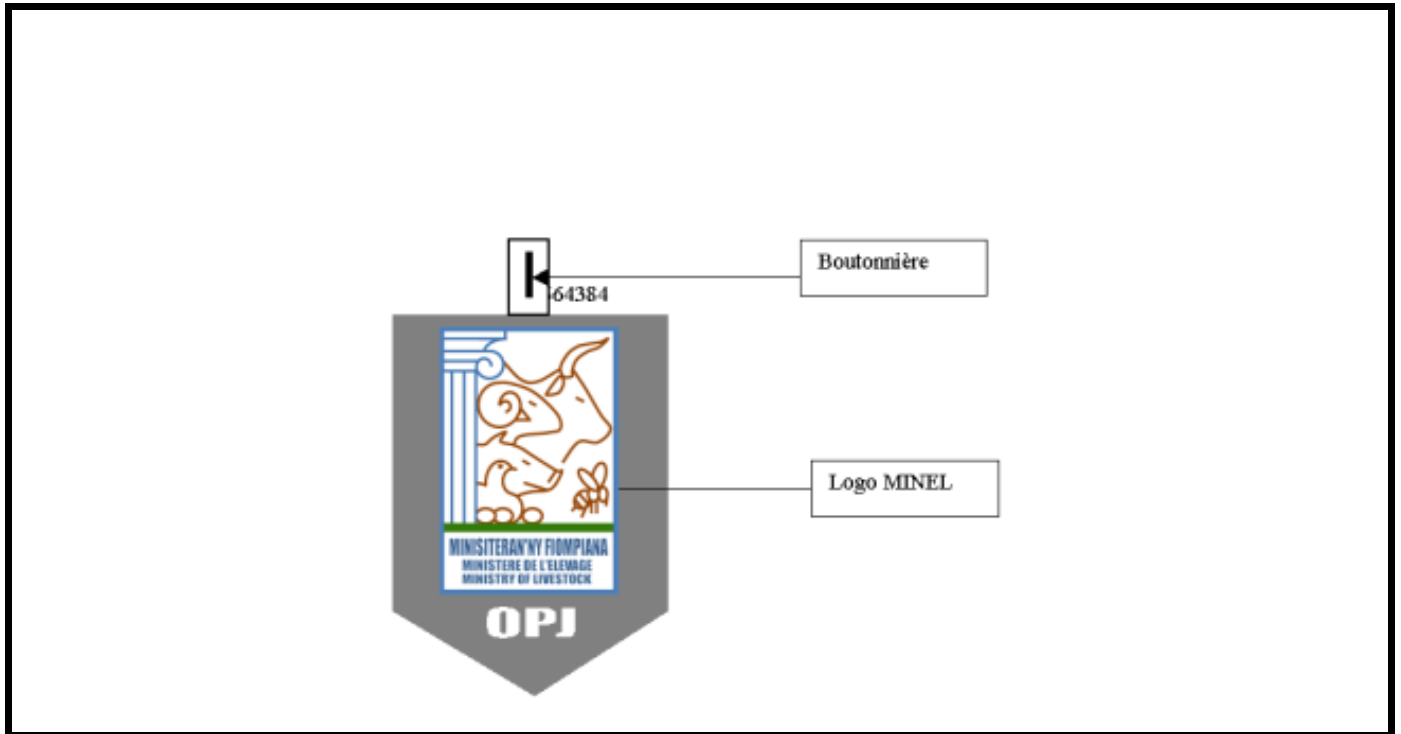 Boutonnière
64384
Logo MINEL
MINISITERAN'NY FIOMPIANA
MINISTERE DE L'ELEVAGE
MINISTRY OF LIVESTOCK
OPJ